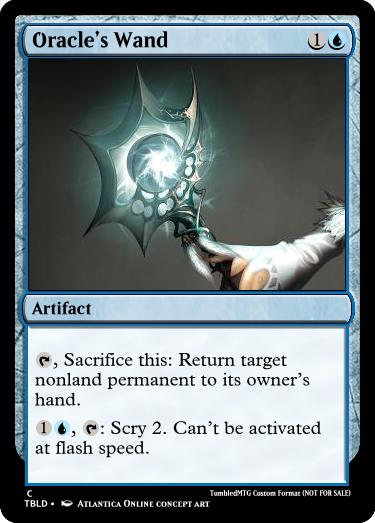 Oracle's Wand 1
Artifact
, Sacrifice this: Return target
nonland permanent to its owner's
hand.
1 , : Scry 2. Can't be activated
at flash speed.
C
TBLD • ATLANTICA ONLINE CONCEPT ART
TumbledMTG Custom Format (NOT FOR SALE)